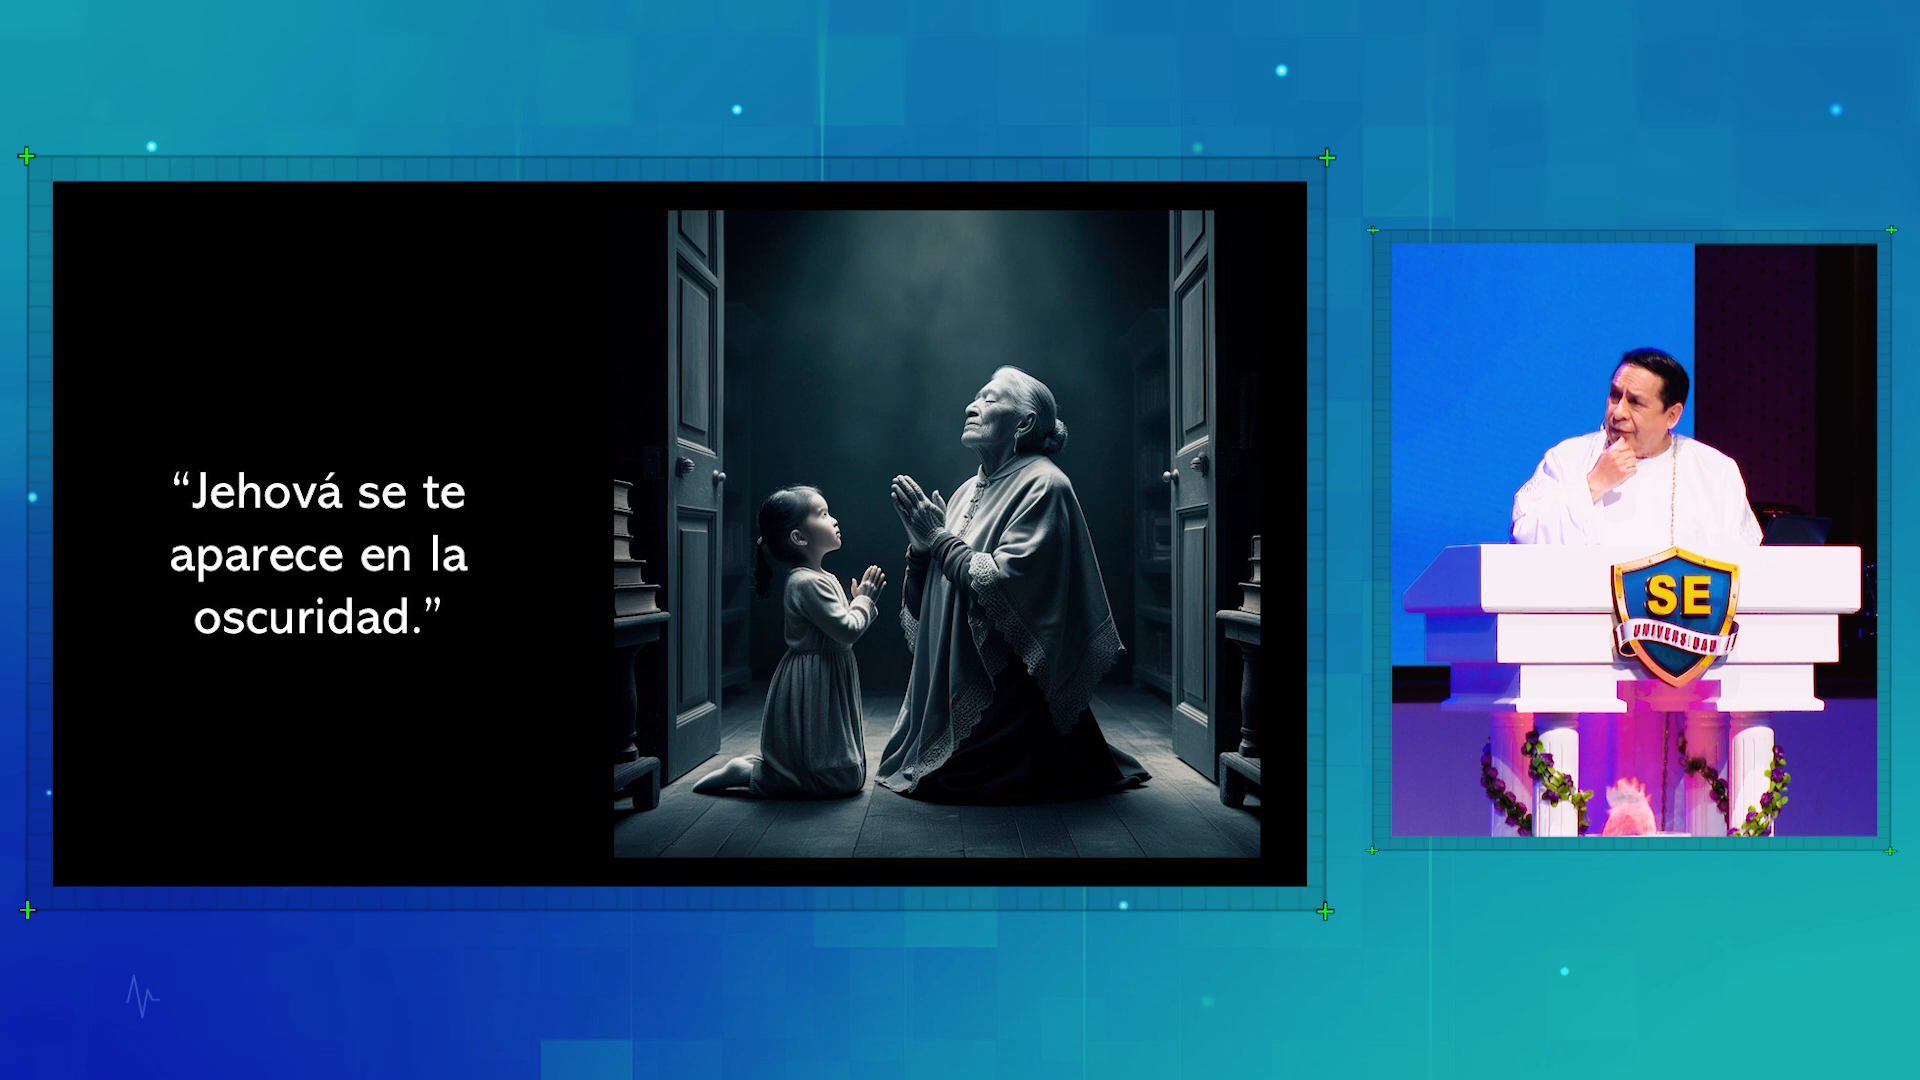 “Jehová se te
aparece en la
oscuridad.”
SE
UNIVERSIDAD